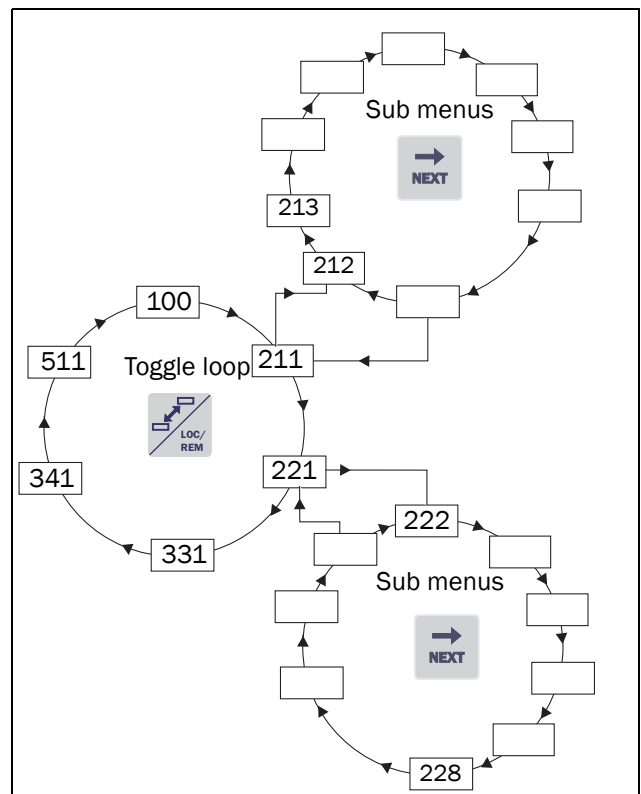 Sub menus
NEXT
213
212
100
511
Toggle loop
211
LOC/
REM
341
221
222
331
Sub menus
NEXT
228